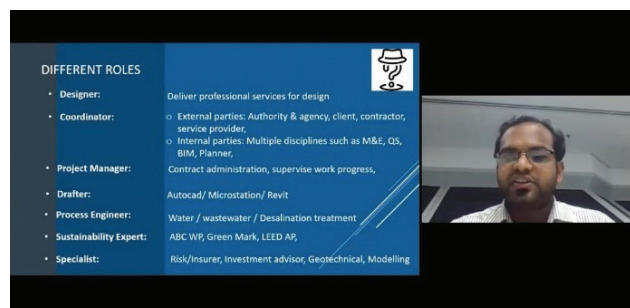 DIFFERENT ROLES
• Designer: Deliver professional services for design
• Coordinator: ○ External parties: Authority & agency, client, contractor,
service provider,
○ Internal parties: Multiple disciplines such as M&E, QS,
BIM, Planner,
• Project Manager: Contract administration, supervise work progress,
• Drafter: Autocad/ Microstation/ Revit
• Process Engineer: Water / wastewater / Desalination treatment
• Sustainability Expert: ABC WP, Green Mark, LEED AP,
• Specialist: Risk/Insurer, Investment advisor, Geotechnical, Modelling